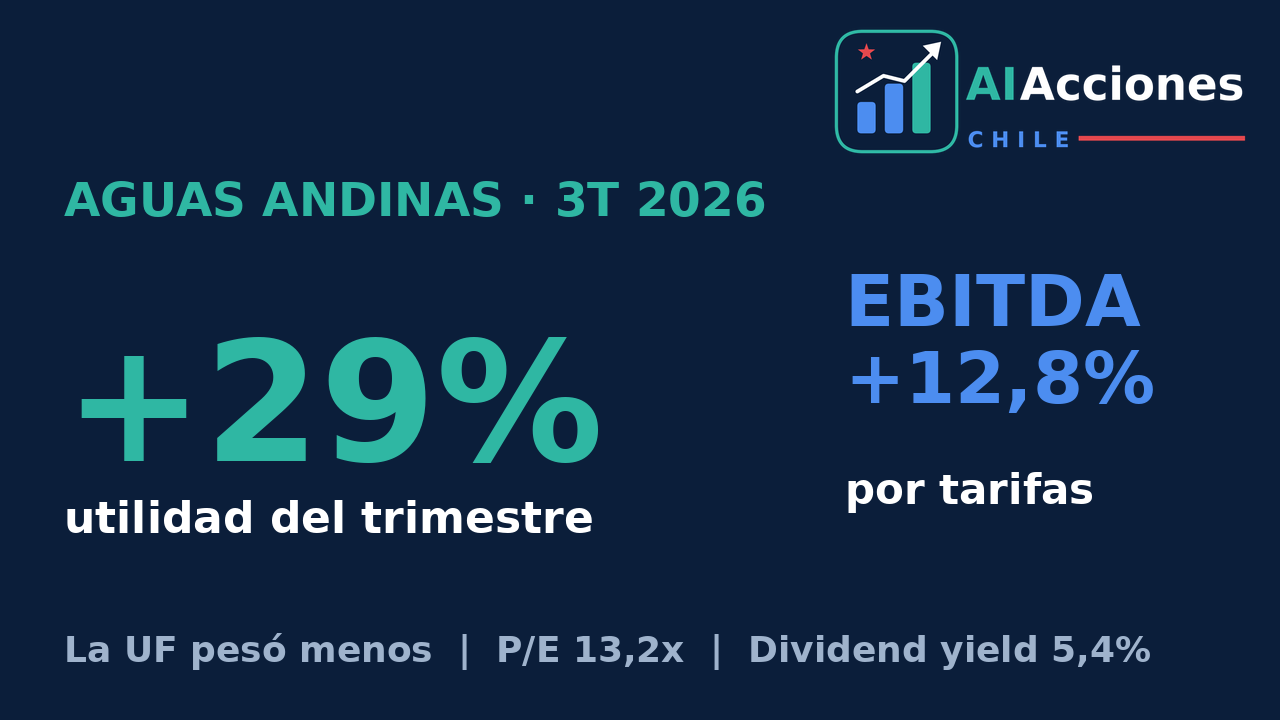 AIAcciones
CHILE
AGUAS ANDINAS · 3T 2026
+29%
utilidad del trimestre
EBITDA
+12,8%
por tarifas
La UF pesó menos | P/E 13,2x | Dividend yield 5,4%